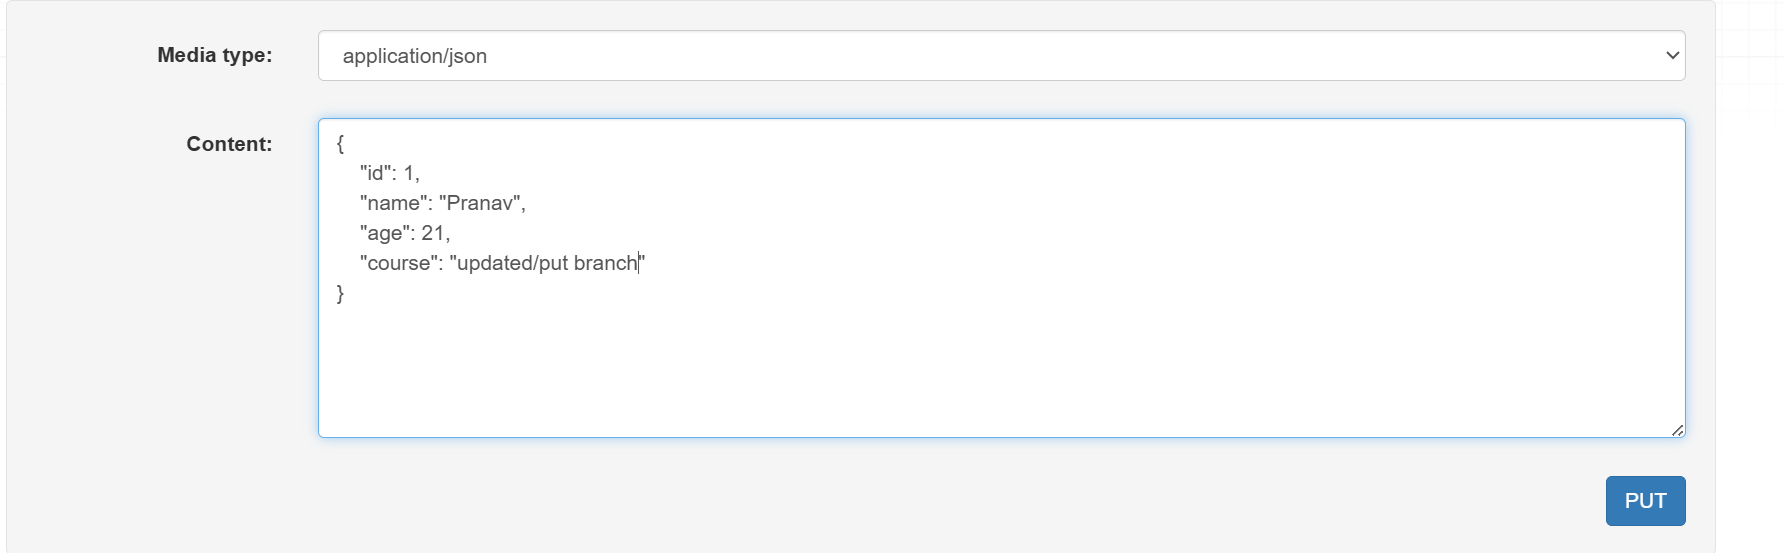 Media type:
application/json
Content:
{
    "id": 1,
    "name": "Pranav",
    "age": 21,
    "course": "updated/put branch"
}
PUT